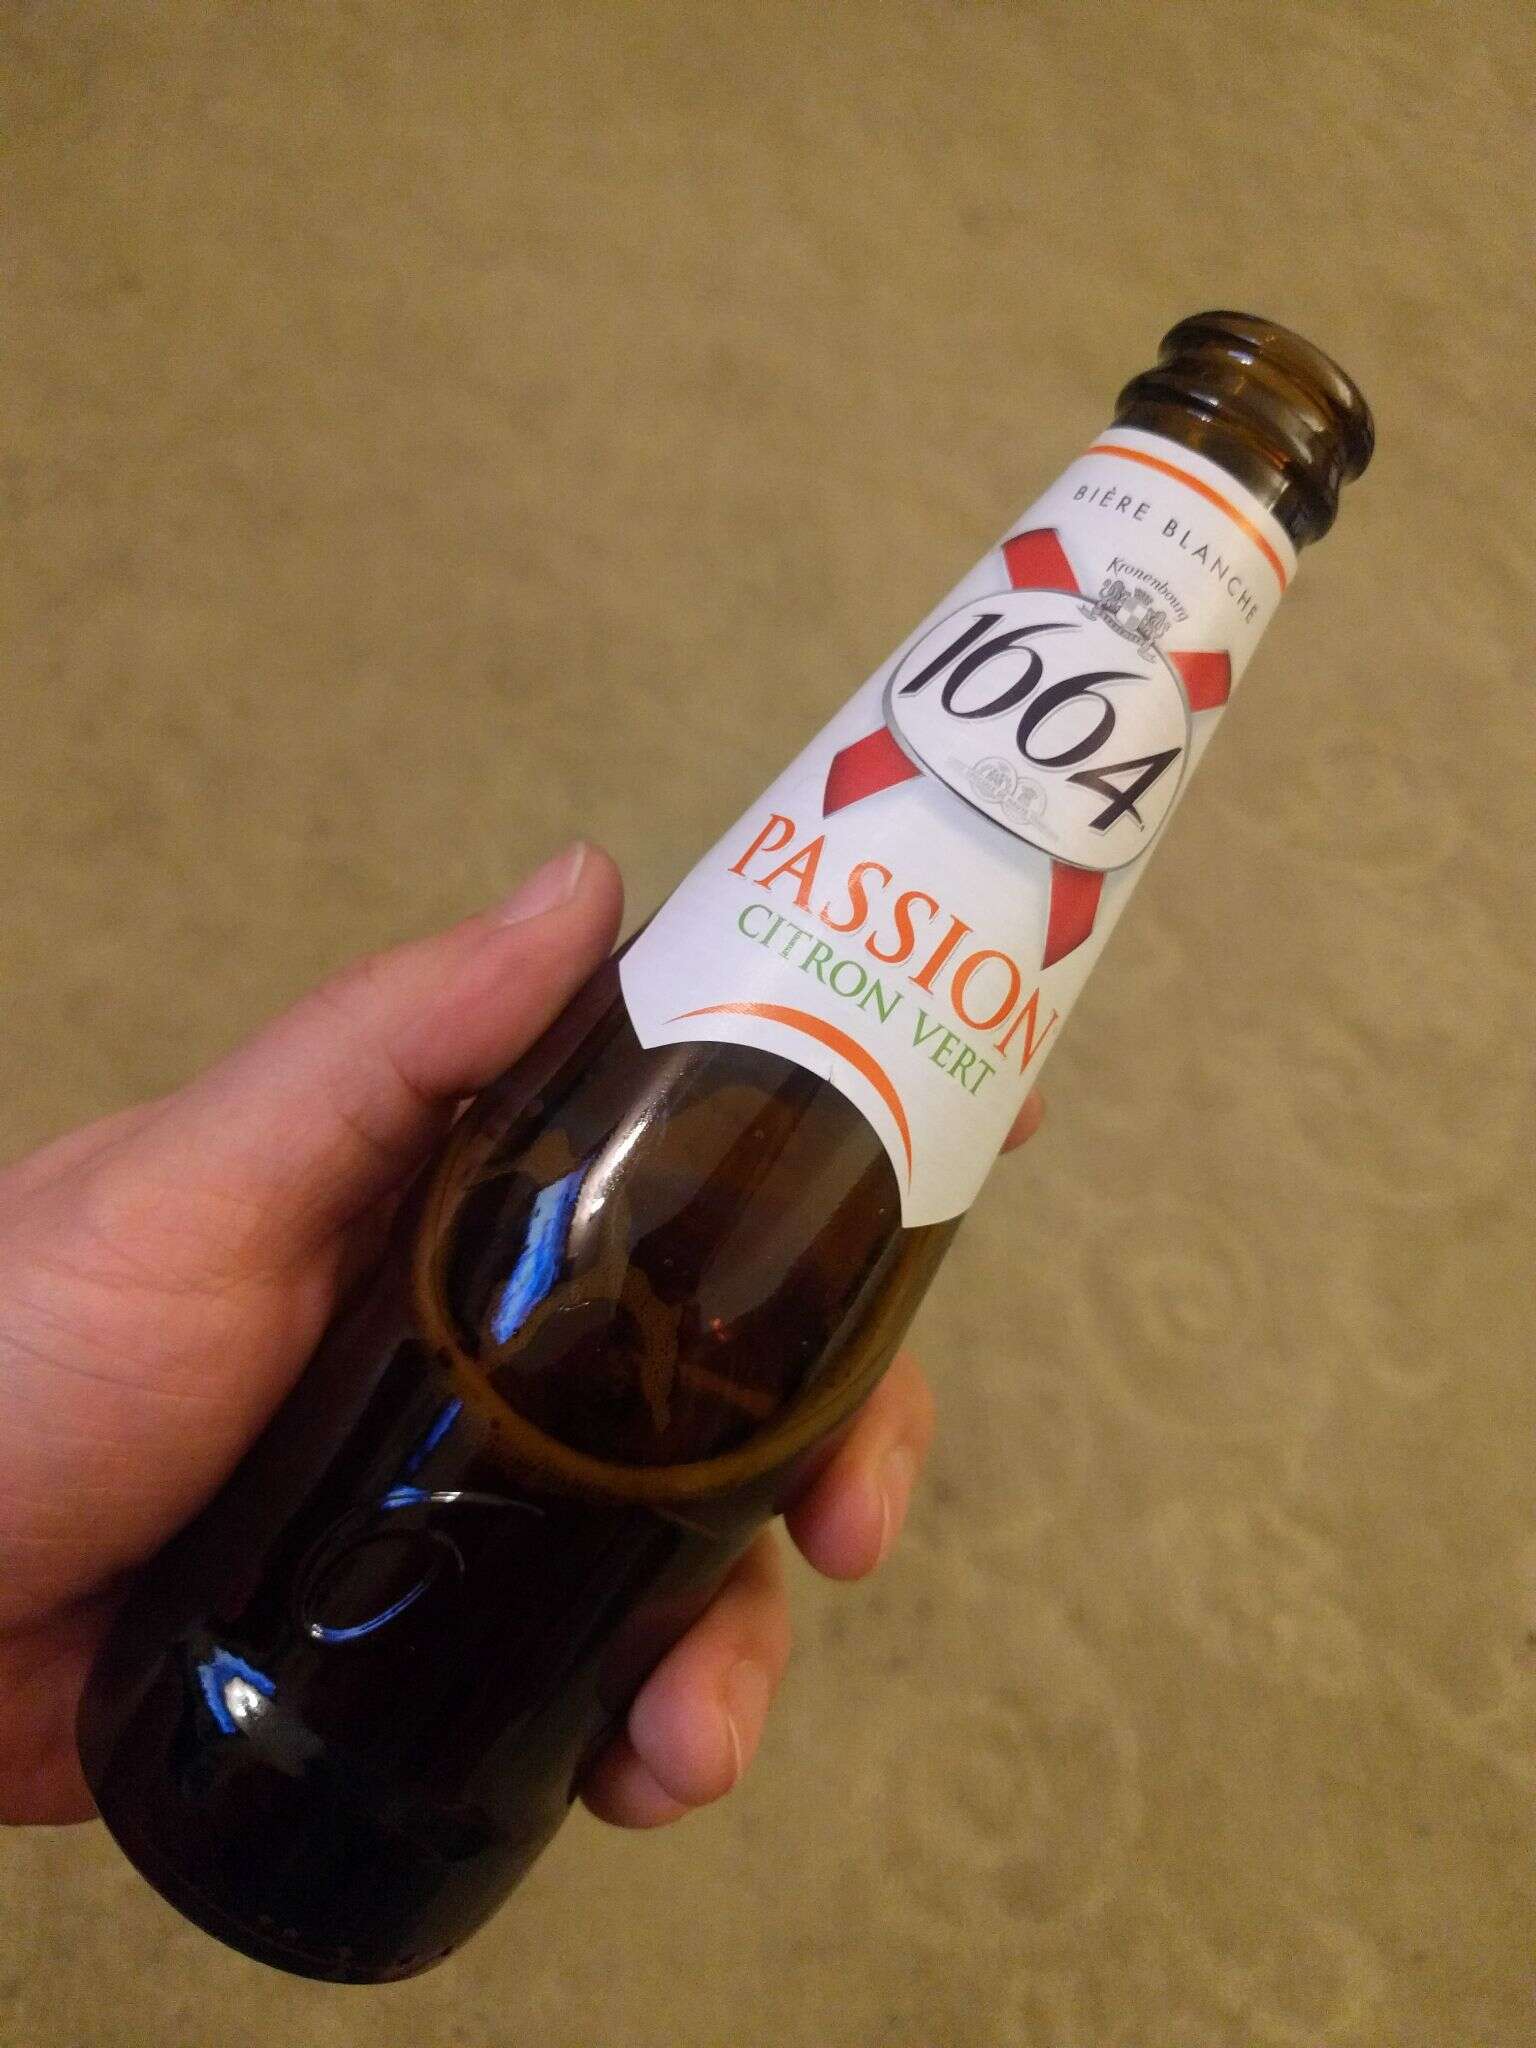 BIÈRE BLANCHE
Kronenbourg
1664
PASSION
CITRON VERT